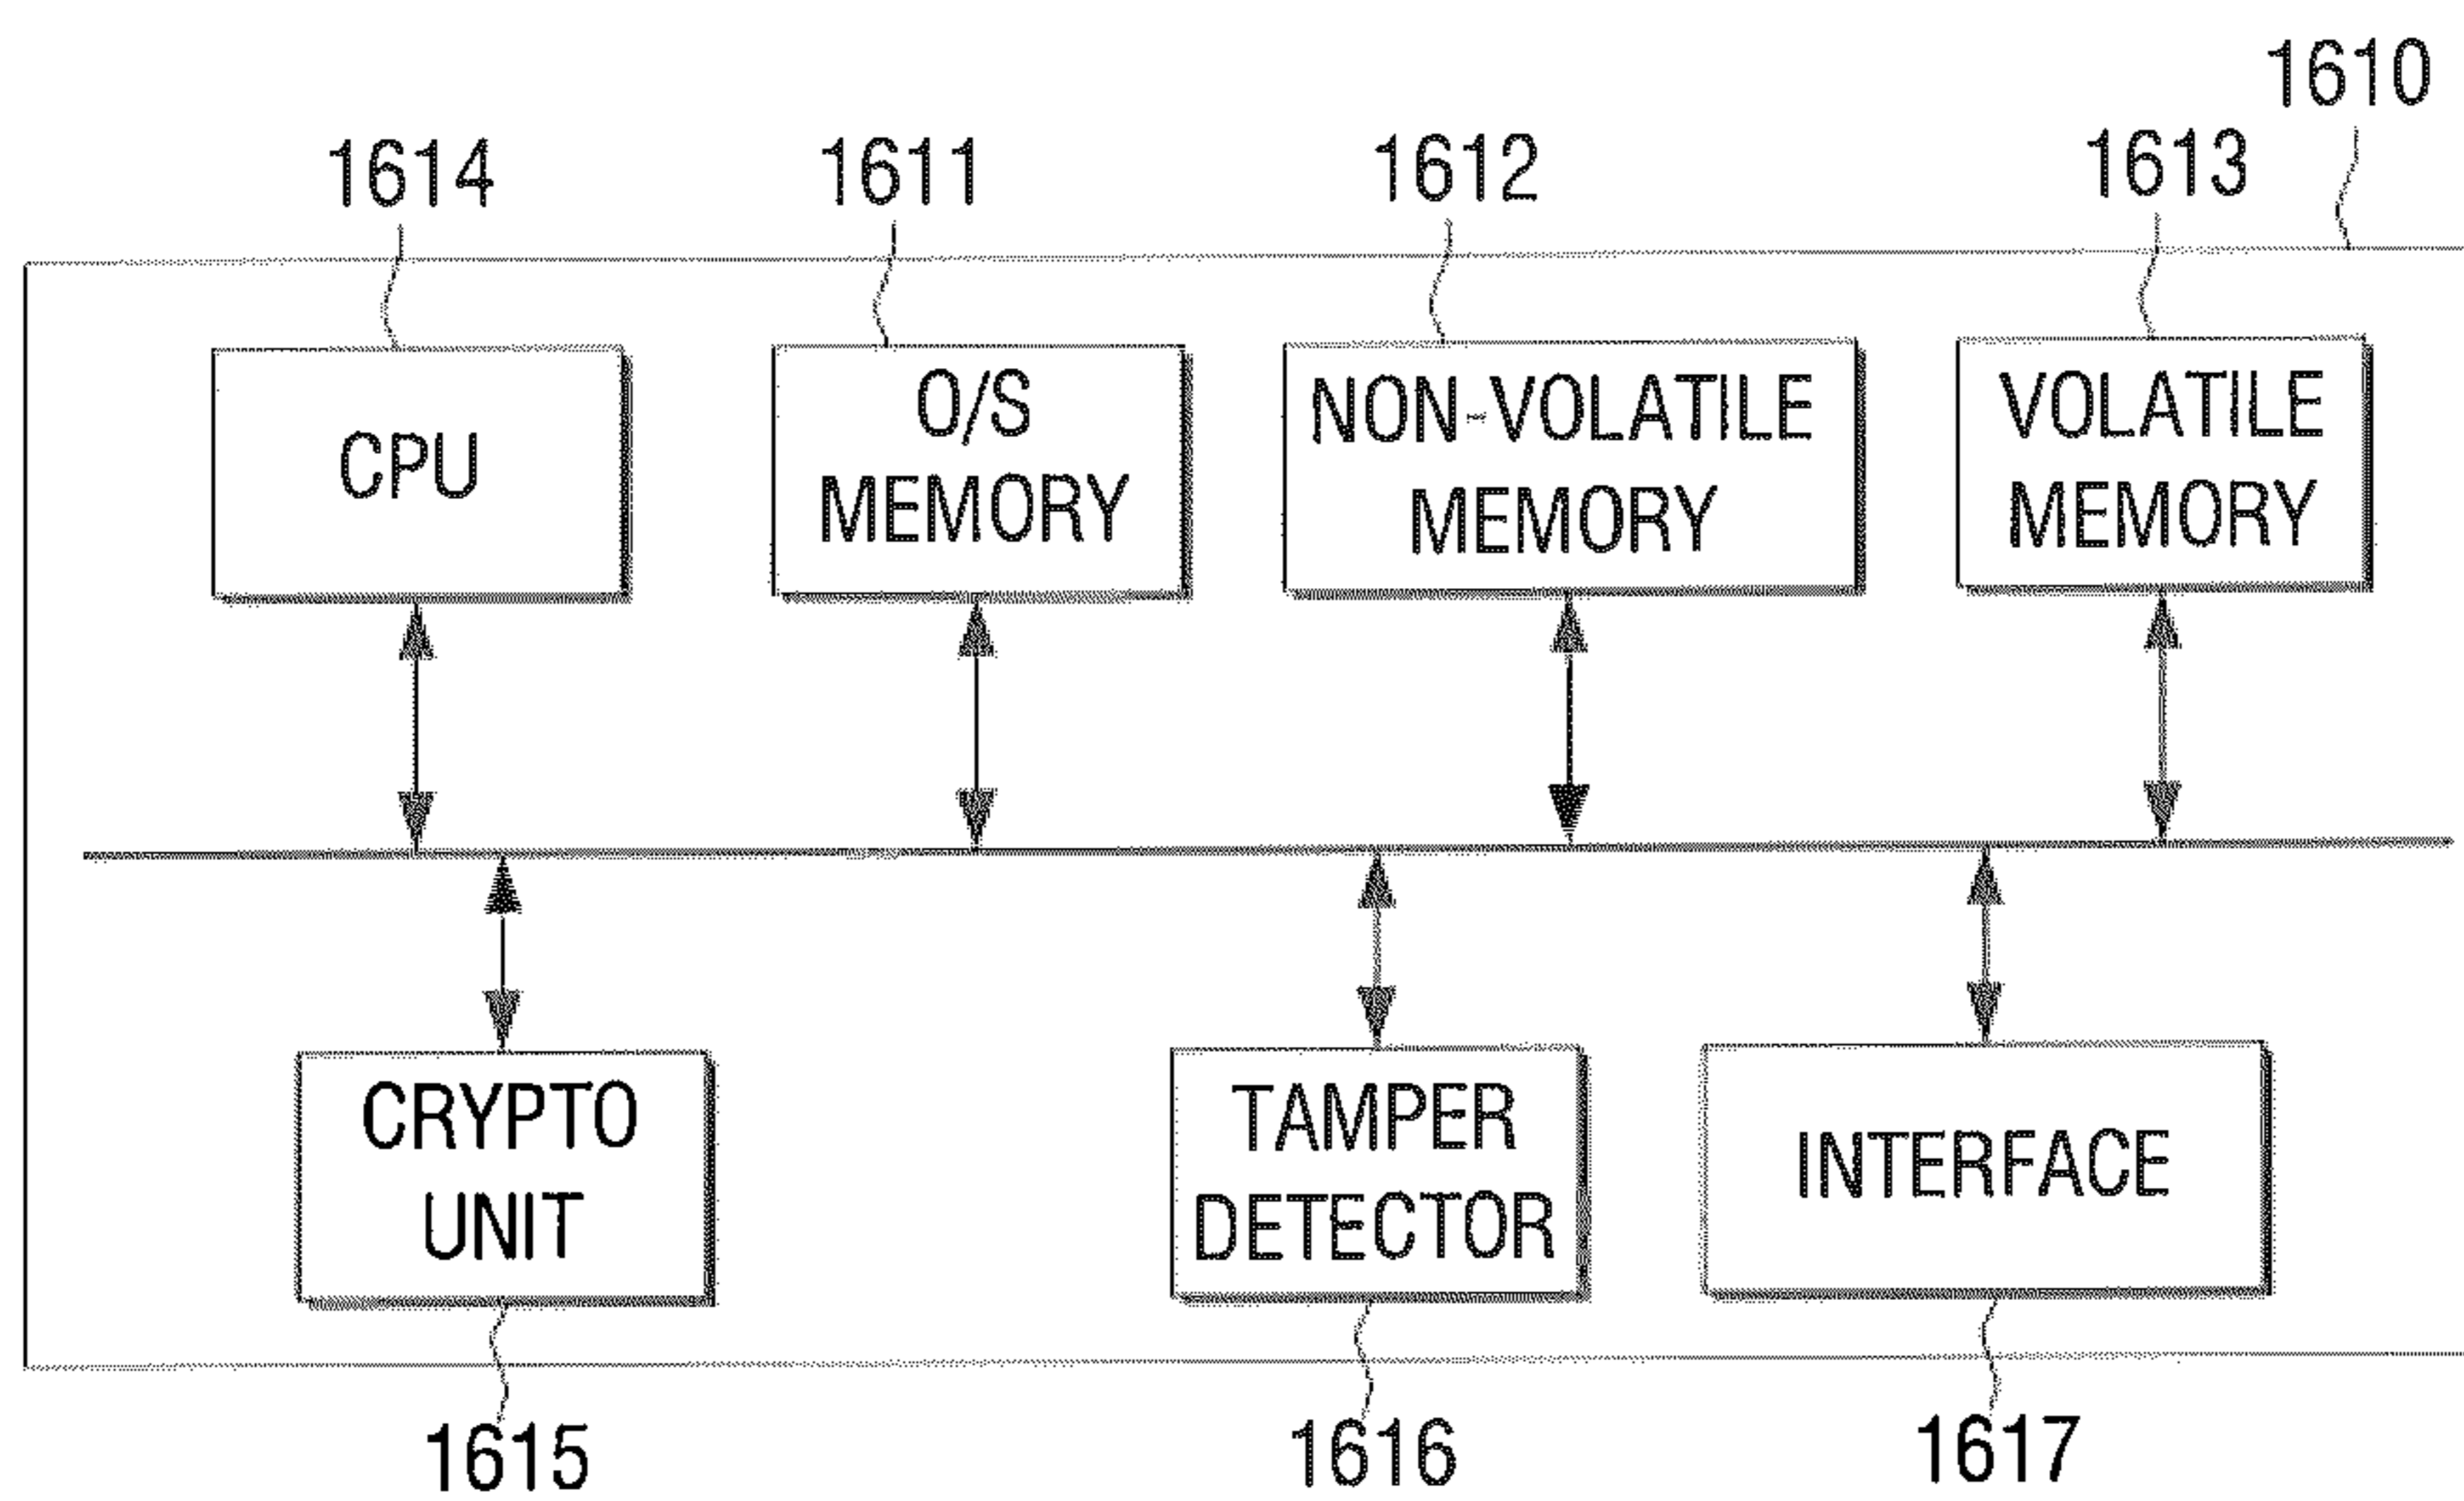 1610
1614
1611
1612
1613
CPU
O/S
MEMORY
NON-VOLATILE
MEMORY
VOLATILE
MEMORY
CRYPTO
UNIT
TAMPER
DETECTOR
INTERFACE
1615
1616
1617